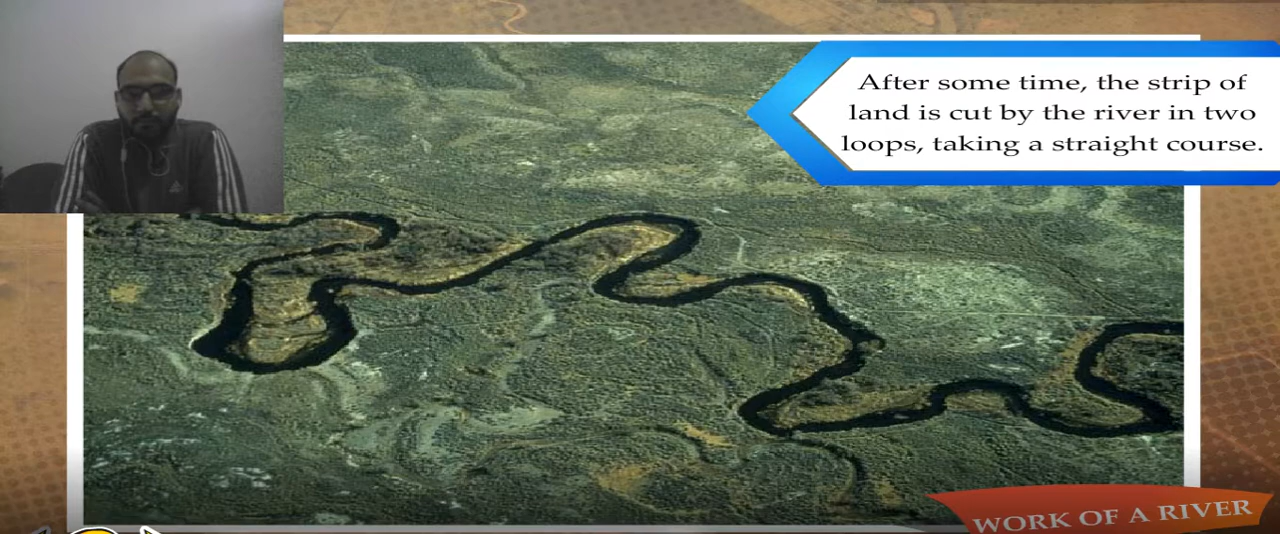 After some time, the strip of
land is cut by the river in two
loops, taking a straight course.
WORK OF A RIVER